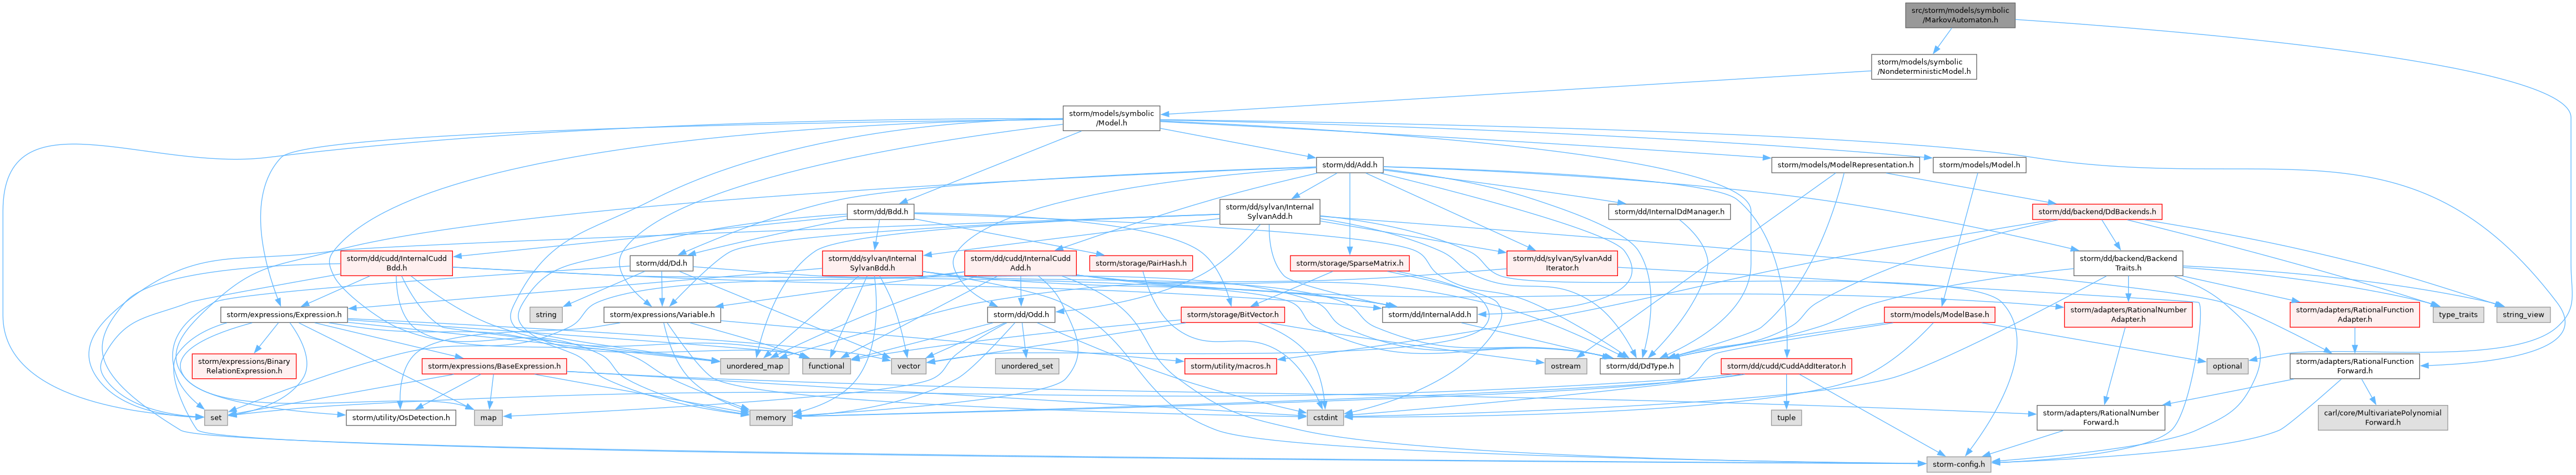 src/storm/models/symbolic
/MarkovAutomaton.h
storm/models/symbolic
/NondeterministicModel.h
storm/models/symbolic
/Model.h
storm/dd/Add.h
storm/models/ModelRepresentation.h
storm/models/Model.h
storm/dd/Bdd.h
storm/dd/sylvan/Internal
SylvanAdd.h
storm/dd/InternalDdManager.h
storm/dd/backend/DdBackends.h
storm/dd/cudd/InternalCudd
Bdd.h
storm/dd/Dd.h
storm/dd/sylvan/Internal
SylvanBdd.h
storm/dd/cudd/InternalCudd
Add.h
storm/storage/PairHash.h
storm/storage/SparseMatrix.h
storm/dd/sylvan/SylvanAdd
Iterator.h
storm/dd/backend/Backend
Traits.h
storm/expressions/Expression.h
string
storm/expressions/Variable.h
storm/dd/Odd.h
storm/storage/BitVector.h
storm/dd/InternalAdd.h
storm/models/ModelBase.h
storm/adapters/RationalNumber
Adapter.h
storm/adapters/RationalFunction
Adapter.h
type_traits
string_view
storm/expressions/Binary
RelationExpression.h
storm/expressions/BaseExpression.h
unordered_map
functional
vector
unordered_set
storm/utility/macros.h
ostream
storm/dd/DdType.h
storm/dd/cudd/CuddAddIterator.h
optional
storm/adapters/RationalFunction
Forward.h
set
storm/utility/OsDetection.h
map
memory
cstdint
tuple
storm/adapters/RationalNumber
Forward.h
carl/core/MultivariatePolynomial
Forward.h
storm-config.h